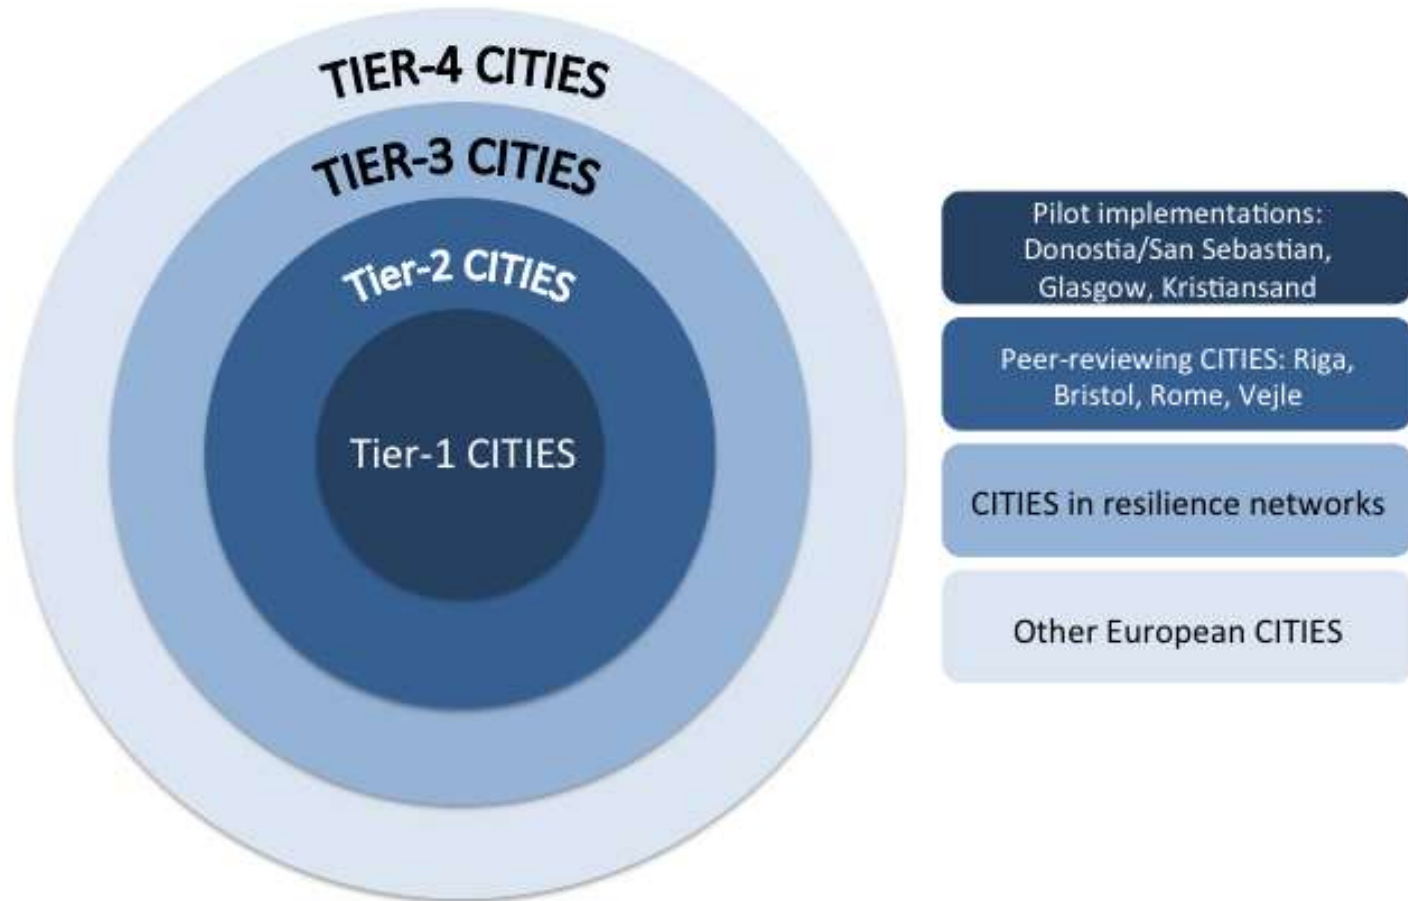 TIER-4 CITIES
TIER-3 CITIES
Tier-2 CITIES
Tier-1 CITIES
Pilot implementations:
Donostia/San Sebastian,
Glasgow, Kristiansand
Peer-reviewing CITIES: Riga,
Bristol, Rome, Vejle
CITIES in resilience networks
Other European CITIES